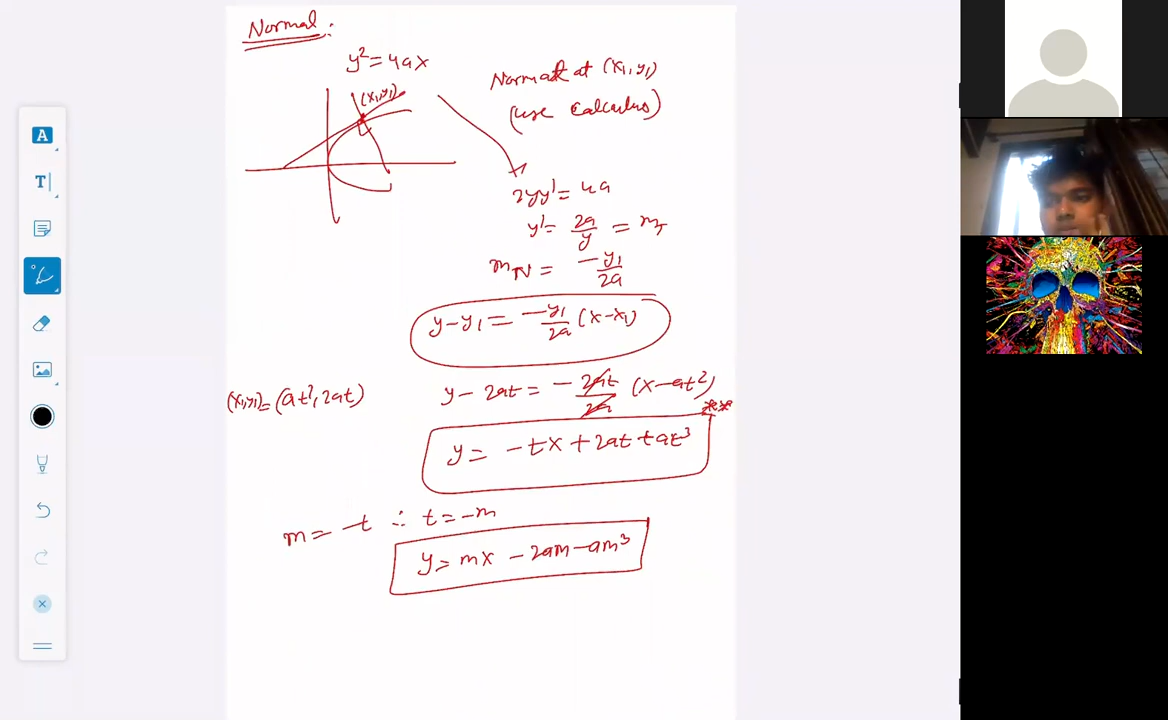 Normal :
y² = 4ax
(x₁,y₁)
Normal at (x₁,y₁)
(use calculus)
2yy' = 4a
y' = 2a/y = m_T
m_N = -y₁/2a
y-y₁ = -y₁/2a (x-x₁)
(x₁,y₁) = (at², 2at)
y - 2at = - 2at/2a (x-at²)
**
y = -tx + 2at + at³
m = -t ∴ t = -m
y = mx - 2am - am³
A
T